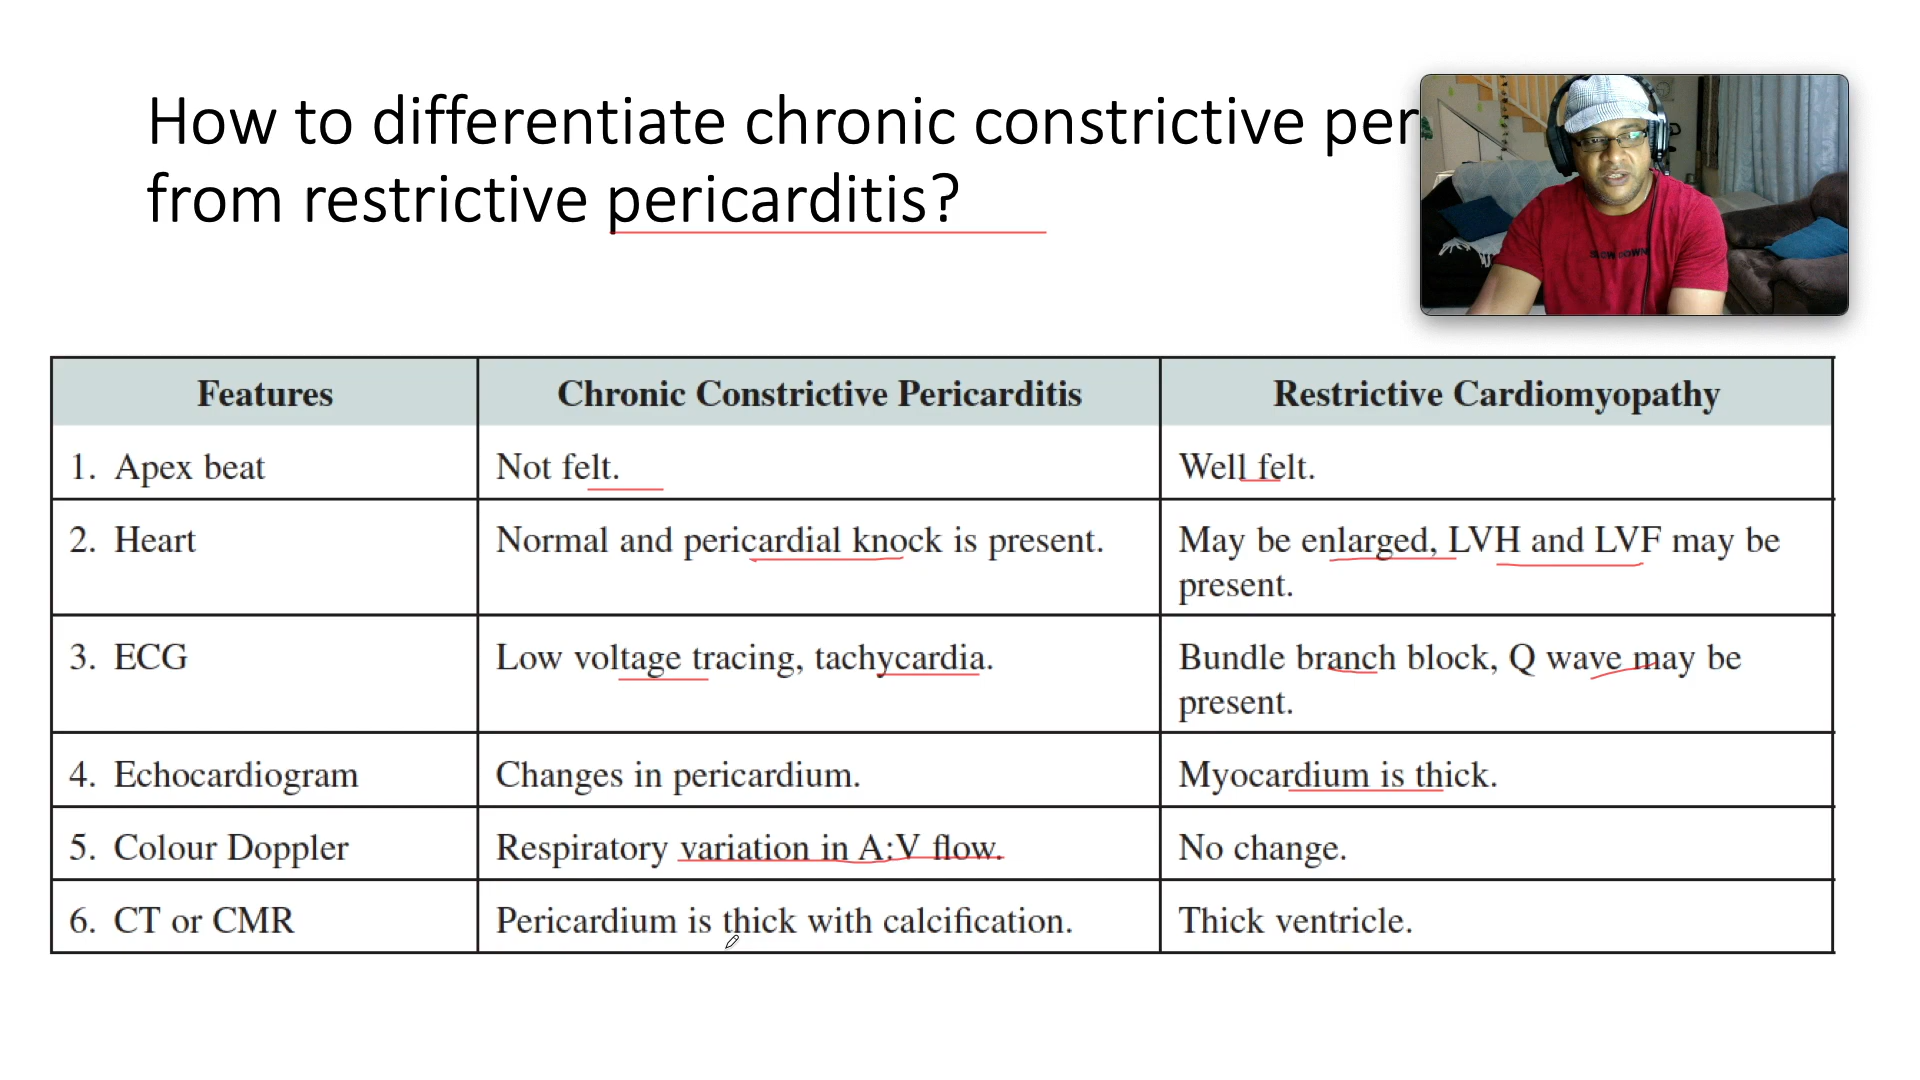 How to differentiate chronic constrictive per
from restrictive pericarditis?
Features Chronic Constrictive Pericarditis Restrictive Cardiomyopathy
1. Apex beat Not felt. Well felt.
2. Heart Normal and pericardial knock is present. May be enlarged, LVH and LVF may be
present.
3. ECG Low voltage tracing, tachycardia. Bundle branch block, Q wave may be
present.
4. Echocardiogram Changes in pericardium. Myocardium is thick.
5. Colour Doppler Respiratory variation in A:V flow. No change.
6. CT or CMR Pericardium is thick with calcification. Thick ventricle.